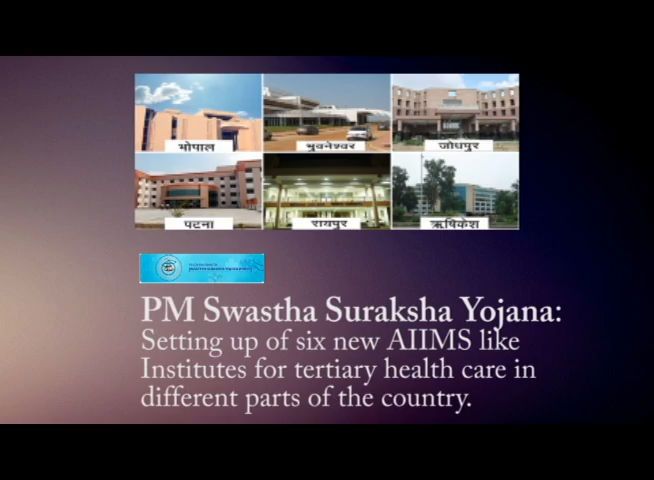 भोपाल
भुवनेश्वर
जोधपुर
पटना
रायपुर
ऋषिकेश
PM Swastha Suraksha Yojana:
Setting up of six new AIIMS like
Institutes for tertiary health care in
different parts of the country.